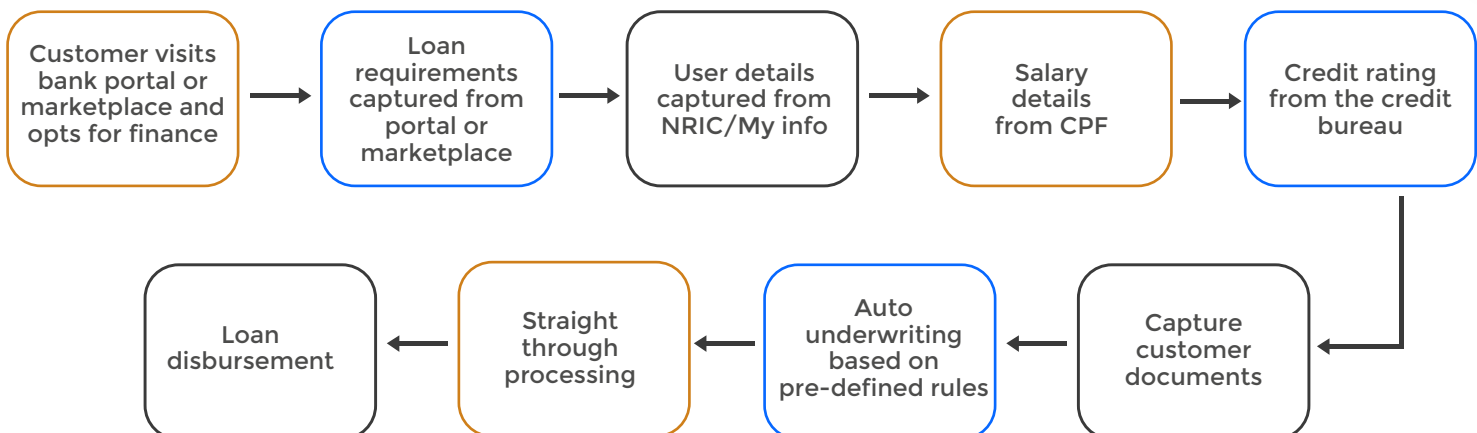 Customer visits
bank portal or
marketplace and
opts for finance
Loan
requirements
captured from
portal or
marketplace
User details
captured from
NRIC/My info
Salary
details
from CPF
Credit rating
from the credit
bureau
Capture
customer
documents
Auto
underwriting
based on
pre-defined rules
Straight
through
processing
Loan
disbursement